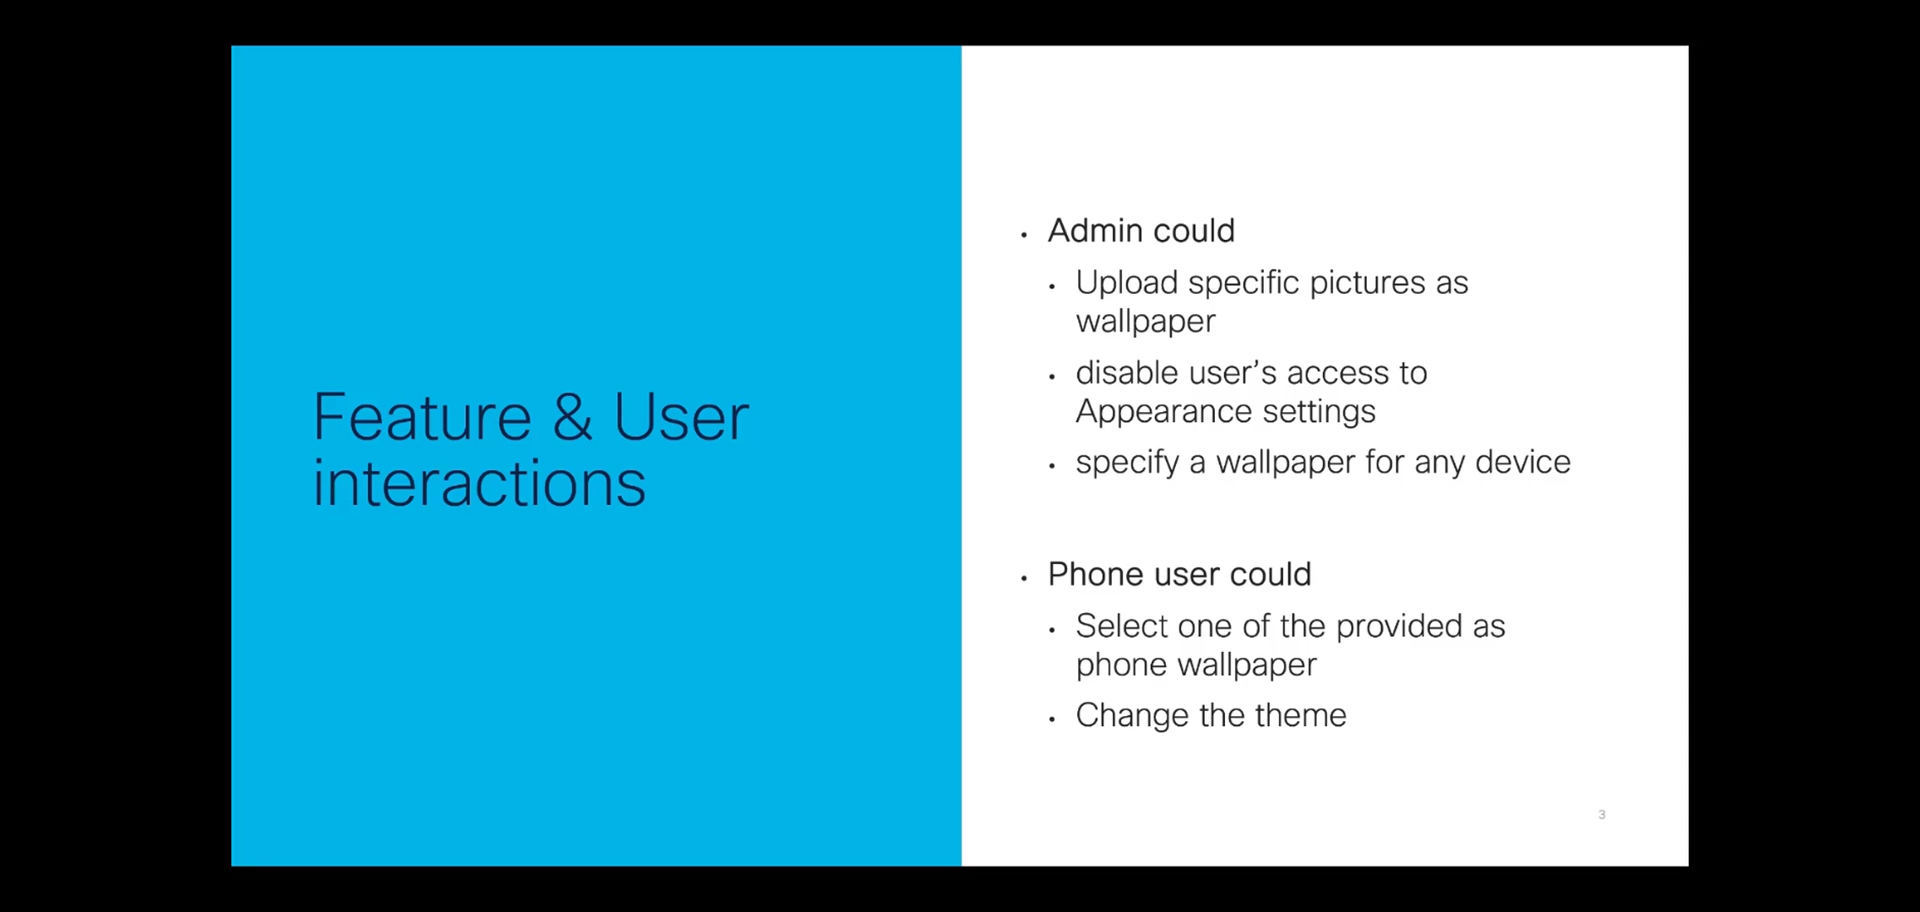 Feature & User
interactions
• Admin could
• Upload specific pictures as
wallpaper
• disable user’s access to
Appearance settings
• specify a wallpaper for any device
• Phone user could
• Select one of the provided as
phone wallpaper
• Change the theme
3